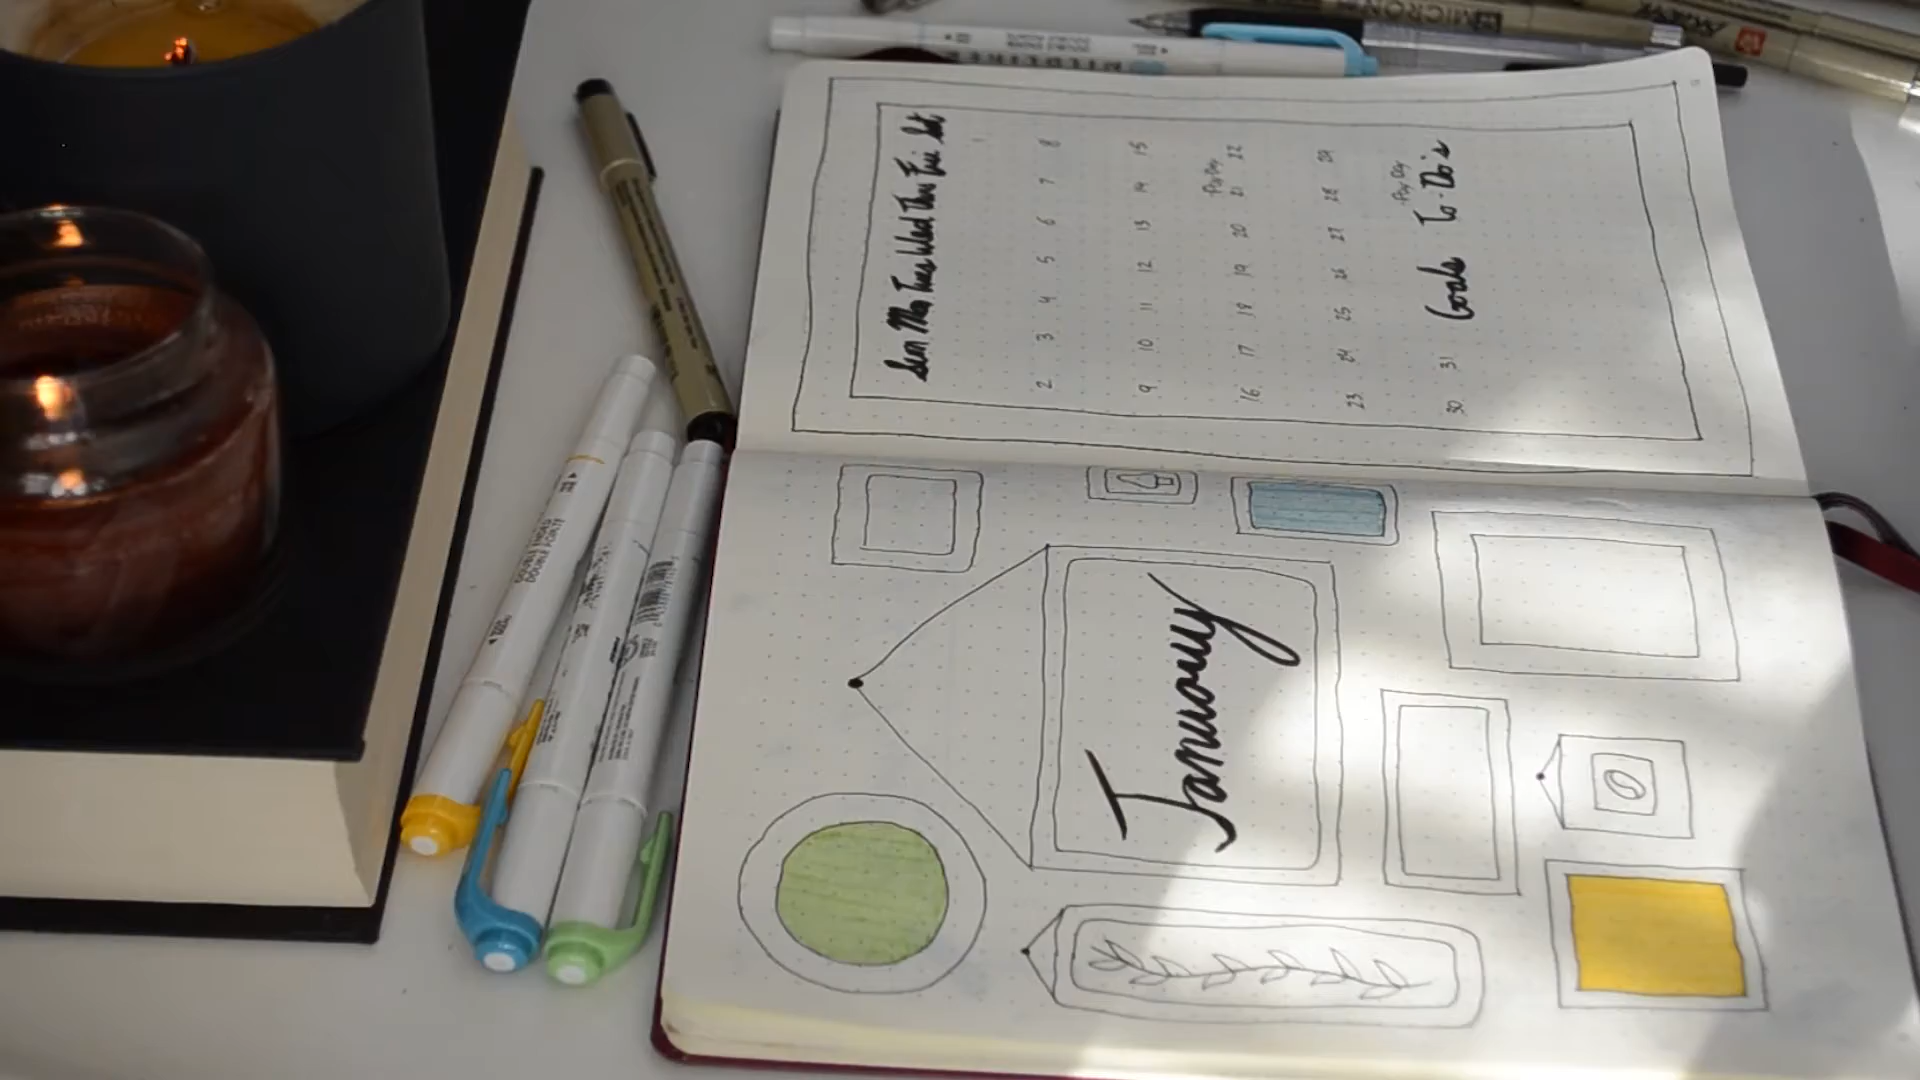 January
Sun Mon Tues Wed Thurs Fri Sat
1
2 3 4 5 6 7 8
9 10 11 12 13 14 15
·Pay Day
16 17 18 19 20 21 22
23 24 25 26 27 28 29
·Pay Day
30 31
Goals To-Do's
MILDLINER
MICRON